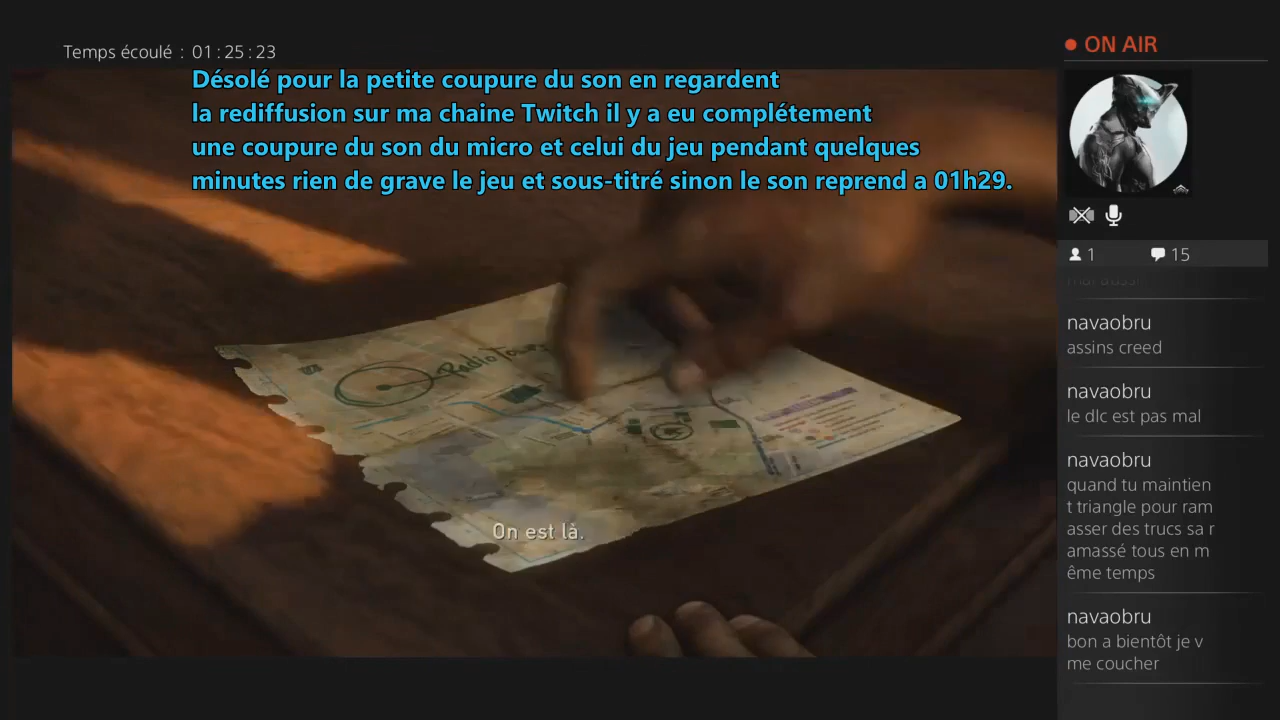 Temps écoulé : 01:25:23
ON AIR
Désolé pour la petite coupure du son en regardent
la rediffusion sur ma chaine Twitch il y a eu complétement
une coupure du son du micro et celui du jeu pendant quelques
minutes rien de grave le jeu et sous-titré sinon le son reprend a 01h29.
1
15
navaobru
assins creed
navaobru
le dlc est pas mal
navaobru
quand tu maintien
t triangle pour ram
asser des trucs sa r
amassé tous en m
ême temps
navaobru
bon a bientôt je v
me coucher
Radio
On est là.